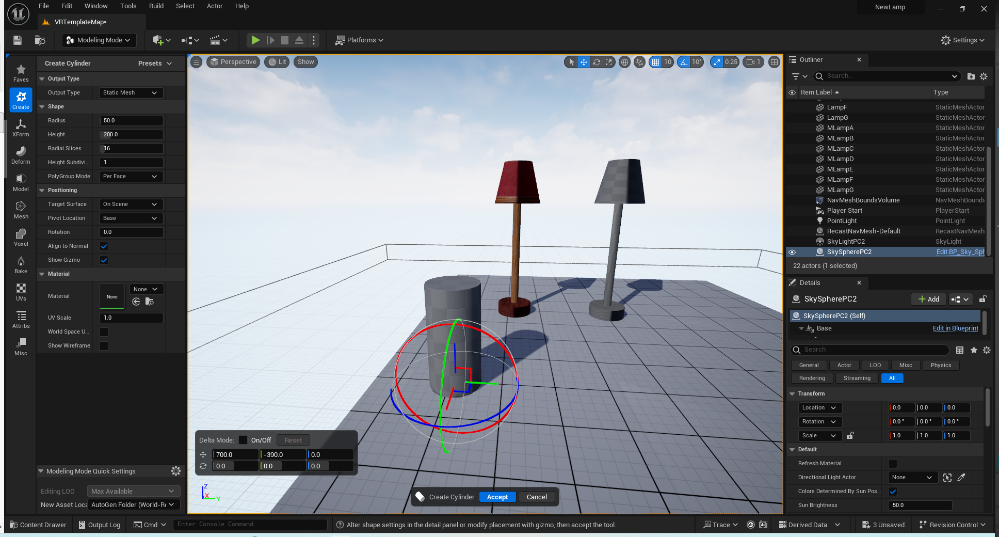 File Edit Window Tools Build Select Actor Help
NewLamp
VRTemplateMap*
Modeling Mode
Platforms
Settings
Faves
Create
XForm
Deform
Model
Mesh
Voxel
Bake
UVs
Attribs
Misc
Create Cylinder Presets
Output Type
Output Type Static Mesh
Shape
Radius 50.0
Height 200.0
Radial Slices 16
Height Subdivi... 1
PolyGroup Mode Per Face
Positioning
Target Surface On Scene
Pivot Location Base
Rotation 0.0
Align to Normal
Show Gizmo
Material
Material None None
UV Scale 1.0
World Space U...
Show Wireframe
Modeling Mode Quick Settings
Editing LOD Max Available
New Asset Loca AutoGen Folder (World-Re
Perspective Lit Show
10 10° 0.25 1
Delta Mode: On/Off Reset
700.0 -390.0 0.0
0.0 0.0 0.0
Z
X
Y
Create Cylinder Accept Cancel
Outliner
Search...
Item Label Type
LampF StaticMeshActor
LampG StaticMeshActor
MLampA StaticMeshActor
MLampB StaticMeshActor
MLampC StaticMeshActor
MLampD StaticMeshActor
MLampE StaticMeshActor
MLampF StaticMeshActor
MLampG StaticMeshActor
NavMeshBoundsVolume NavMeshBounds
Player Start PlayerStart
PointLight PointLight
RecastNavMesh-Default RecastNavMesh
SkyLightPC2 SkyLight
SkySpherePC2 Edit BP_Sky_Sph
22 actors (1 selected)
Details
SkySpherePC2 Add
SkySpherePC2 (Self)
Base Edit in Blueprint
Search
General Actor LOD Misc Physics
Rendering Streaming All
Transform
Location 0.0 0.0 0.0
Rotation 0.0 ° 0.0 ° 0.0 °
Scale 1.0 1.0 1.0
Default
Refresh Material
Directional Light Actor None
Colors Determined By Sun Pos...
Sun Brightness 50.0
Content Drawer Output Log Cmd Enter Console Command Alter shape settings in the detail panel or modify placement with gizmo, then accept the tool. Trace Derived Data 3 Unsaved Revision Control